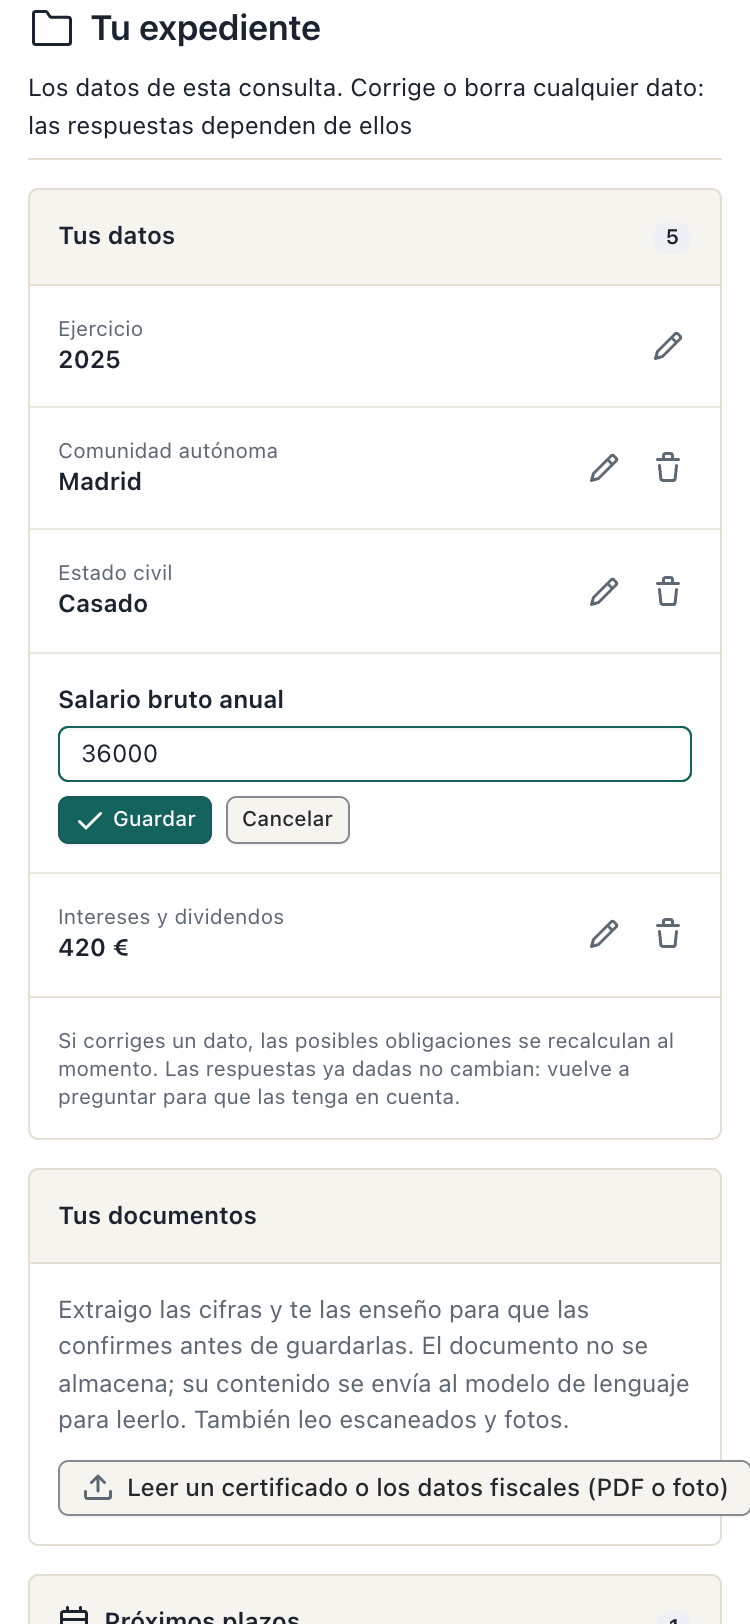 Tu expediente
Los datos de esta consulta. Corrige o borra cualquier dato:
las respuestas dependen de ellos
Tus datos
5
Ejercicio
2025
Comunidad autónoma
Madrid
Estado civil
Casado
Salario bruto anual
36000
Guardar
Cancelar
Intereses y dividendos
420 €
Si corriges un dato, las posibles obligaciones se recalculan al
momento. Las respuestas ya dadas no cambian: vuelve a
preguntar para que las tenga en cuenta.
Tus documentos
Extraigo las cifras y te las enseño para que las
confirmes antes de guardarlas. El documento no se
almacena; su contenido se envía al modelo de lenguaje
para leerlo. También leo escaneados y fotos.
Leer un certificado o los datos fiscales (PDF o foto)
Próximos plazos
1